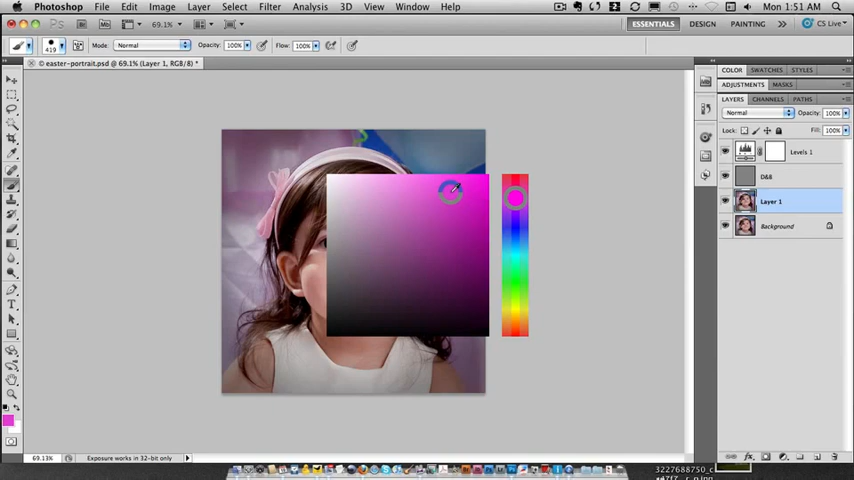 Photoshop File Edit Image Layer Select Filter Analysis 3D View Window Help Mon 1:51 AM
Ps 69.1% ESSENTIALS DESIGN PAINTING CS Live
419 Mode: Normal Opacity: 100% Flow: 100%
© easter-portrait.psd @ 69.1% (Layer 1, RGB/8) *
COLOR SWATCHES STYLES
ADJUSTMENTS MASKS
LAYERS CHANNELS PATHS
Normal Opacity: 100%
Lock: Fill: 100%
Levels 1
D&B
Layer 1
Background
69.13% Exposure works in 32-bit only
3227688750_c